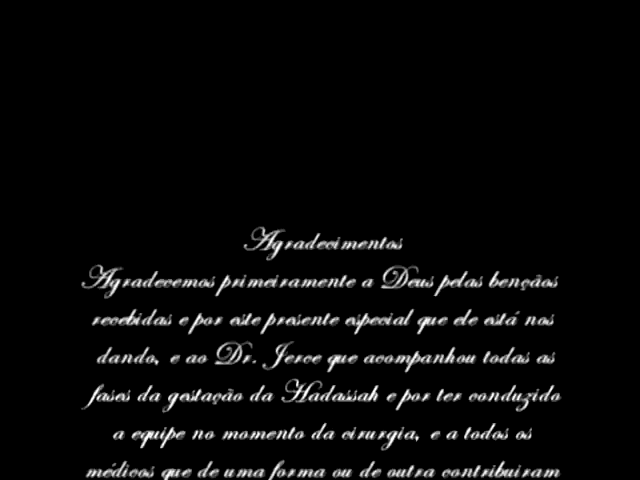 Agradecimentos
Agradecemos primeiramente a Deus pelas bençãos
recebidas e por este presente especial que ele está nos
dando, e ao Dr. Jerce que acompanhou todas as
fases da gestação da Hadassah e por ter conduzido
a equipe no momento da cirurgia, e a todos os
médicos que de uma forma ou de outra contribuiram